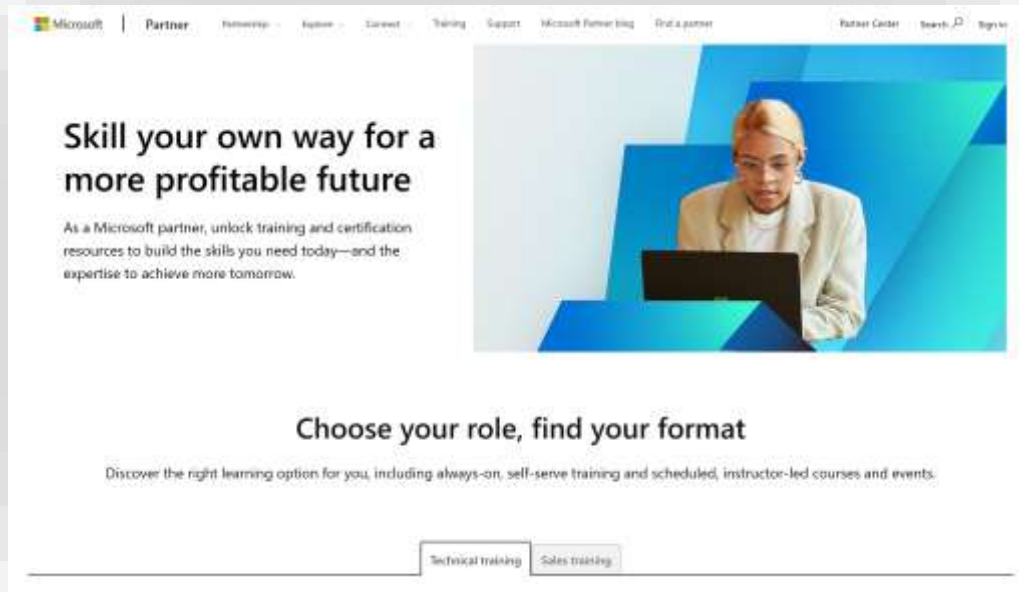 Microsoft Partner Partnership Explore Connect Training Support Microsoft Partner blog Find a partner Partner Center Search Sign in
Skill your own way for a
more profitable future
As a Microsoft partner, unlock training and certification
resources to build the skills you need today—and the
expertise to achieve more tomorrow.
Choose your role, find your format
Discover the right learning option for you, including always-on, self-serve training and scheduled, instructor-led courses and events.
Technical training Sales training